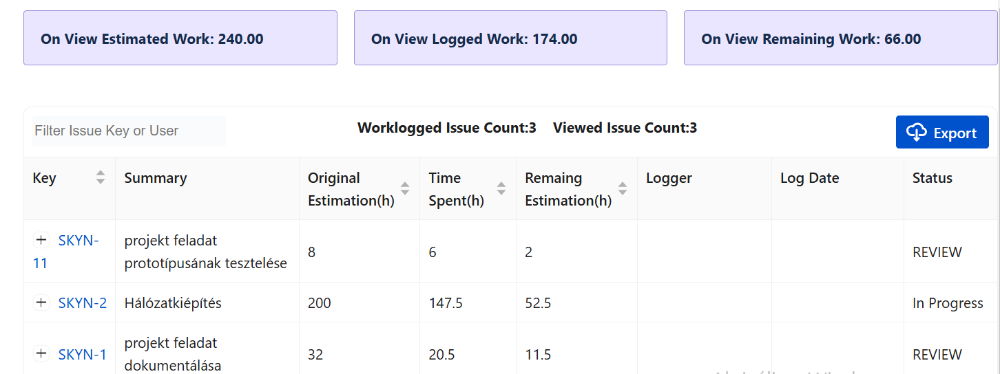 On View Estimated Work: 240.00 On View Logged Work: 174.00 On View Remaining Work: 66.00
Filter Issue Key or User Worklogged Issue Count:3 Viewed Issue Count:3 Export
Key Summary Original Time Remaing Logger Log Date Status
Estimation(h) Spent(h) Estimation(h)
SKYN- projekt feladat
11 prototípusának tesztelése 8 6 2 REVIEW
SKYN-2 Hálózatkiépítés 200 147.5 52.5 In Progress
SKYN-1 projekt feladat
dokumentálása 32 20.5 11.5 REVIEW